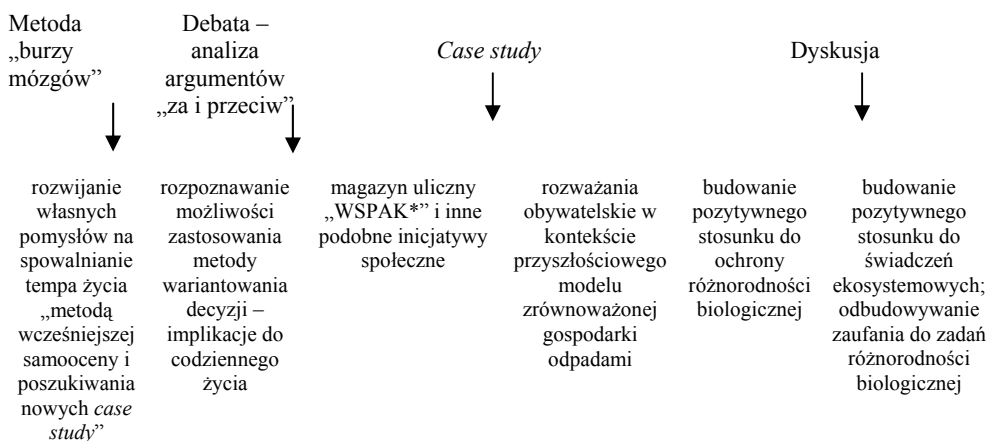 Metoda
„burzy
mózgów”
Debata –
analiza
argumentów
„za i przeciw”
Case study
Dyskusja
rozwijanie
własnych
pomysłów na
spowalnianie
tempa życia
„metodą
wcześniejszej
samooceny i
poszukiwania
nowych case
study”
rozpoznawanie
możliwości
zastosowania
metody
wariantowania
decyzji –
implikacje do
codziennego
życia
magazyn uliczny
„WSPAK*” i inne
podobne inicjatywy
społeczne
rozważania
obywatelskie w
kontekście
przyszłościowego
modelu
zrównoważonej
gospodarki
odpadami
budowanie
pozytywnego
stosunku do
ochrony
różnorodności
biologicznej
budowanie
pozytywnego
stosunku do
świadczeń
ekosystemowych;
odbudowywanie
zaufania do zadań
różnorodności
biologicznej